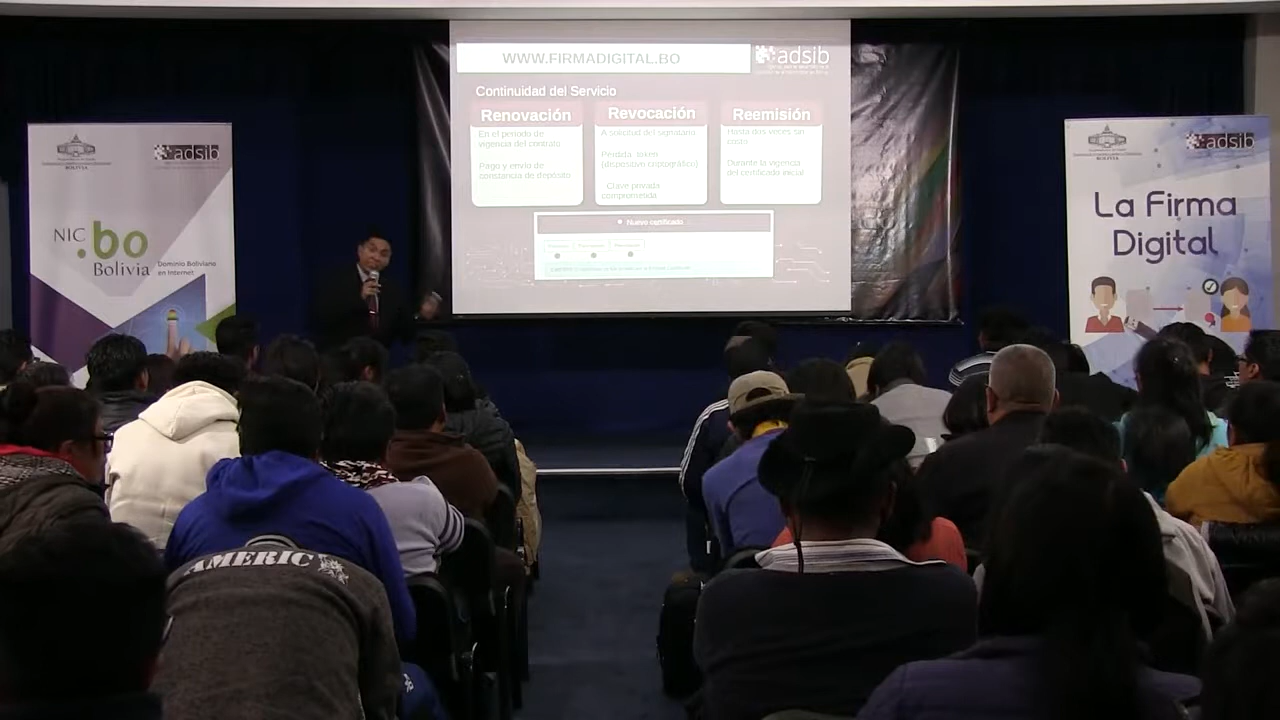 WWW.FIRMADIGITAL.BO
adsib
Continuidad del Servicio
Renovación
En el periodo de
vigencia del contrato
Pago y envío de
constancia de depósito
Revocación
A solicitud del signatario
Perdida token
(dispositivo criptográfico)
Clave privada
comprometida
Reemisión
Hasta dos veces sin
costo
Durante la vigencia
del certificado inicial
Nuevo certificado
BOLIVIA
adsib
NIC
.bo
Bolivia
Dominio Boliviano
en Internet
BOLIVIA
adsib
La Firma
Digital
AMERIC